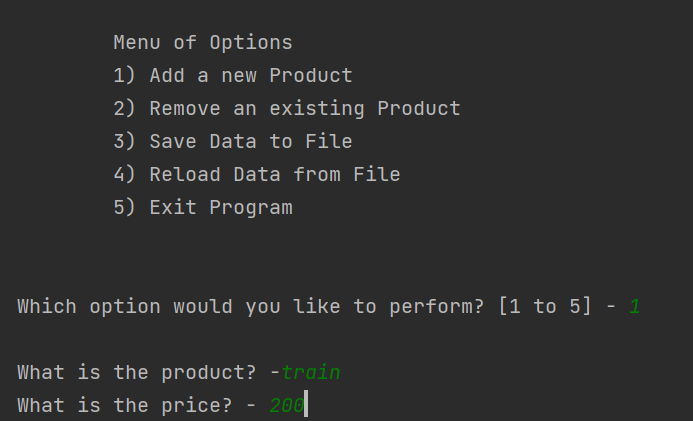 Menu of Options
1) Add a new Product
2) Remove an existing Product
3) Save Data to File
4) Reload Data from File
5) Exit Program
Which option would you like to perform? [1 to 5] - 1
What is the product? -train
What is the price? - 200